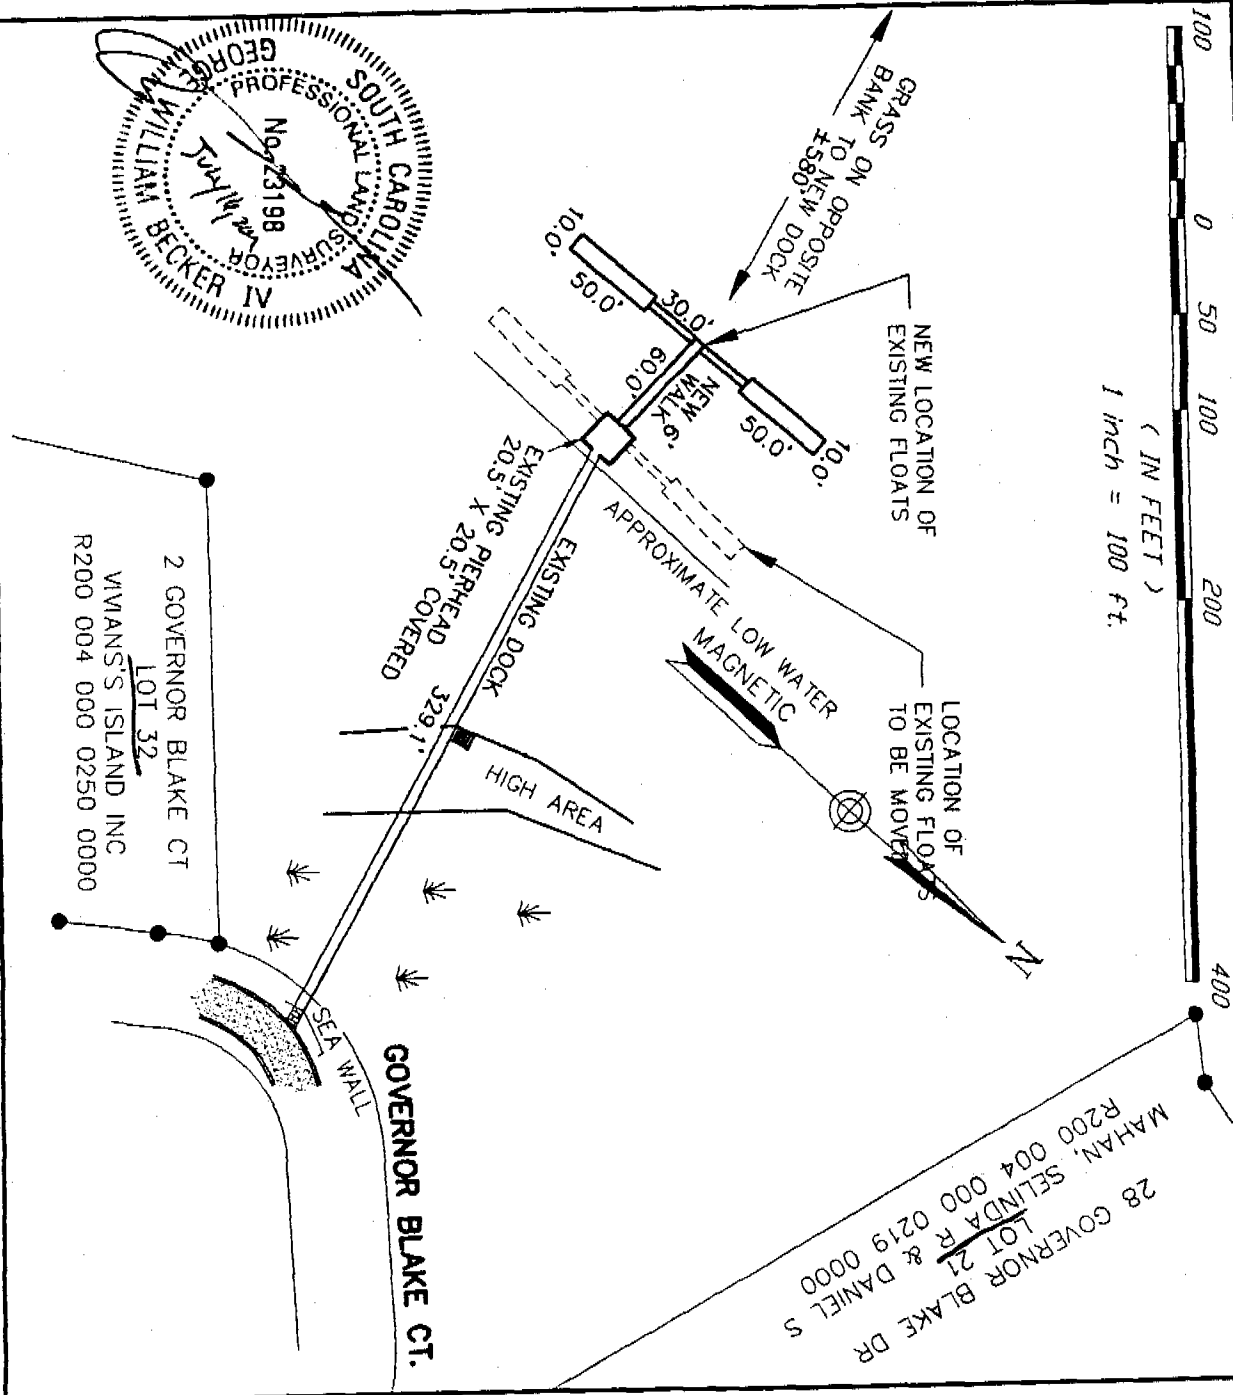 100 0 50 100 200 400
( IN FEET )
1 inch = 100 ft.
GRASS ON OPPOSITE
BANK TO NEW DOCK
±580'
NEW LOCATION OF
EXISTING FLOATS
LOCATION OF
EXISTING FLOATS
TO BE MOVED
10.0'
50.0'
30.0'
50.0'
10.0'
60.0'
NEW
WALK 6'
EXISTING PIERHEAD
20.5' X 20.5' COVERED
APPROXIMATE LOW WATER
MAGNETIC
N
EXISTING DOCK 329.1'
HIGH AREA
SEA WALL
GOVERNOR BLAKE CT.
2 GOVERNOR BLAKE CT
LOT 32
VIVIANS'S ISLAND INC
R200 004 000 0250 0000
28 GOVERNOR BLAKE DR
LOT 21
MAHAN, SELINDA R & DANIEL S
R200 004 000 0219 0000
SOUTH CAROLINA
PROFESSIONAL LAND SURVEYOR
No. 23198
GEORGE WILLIAM BECKER IV